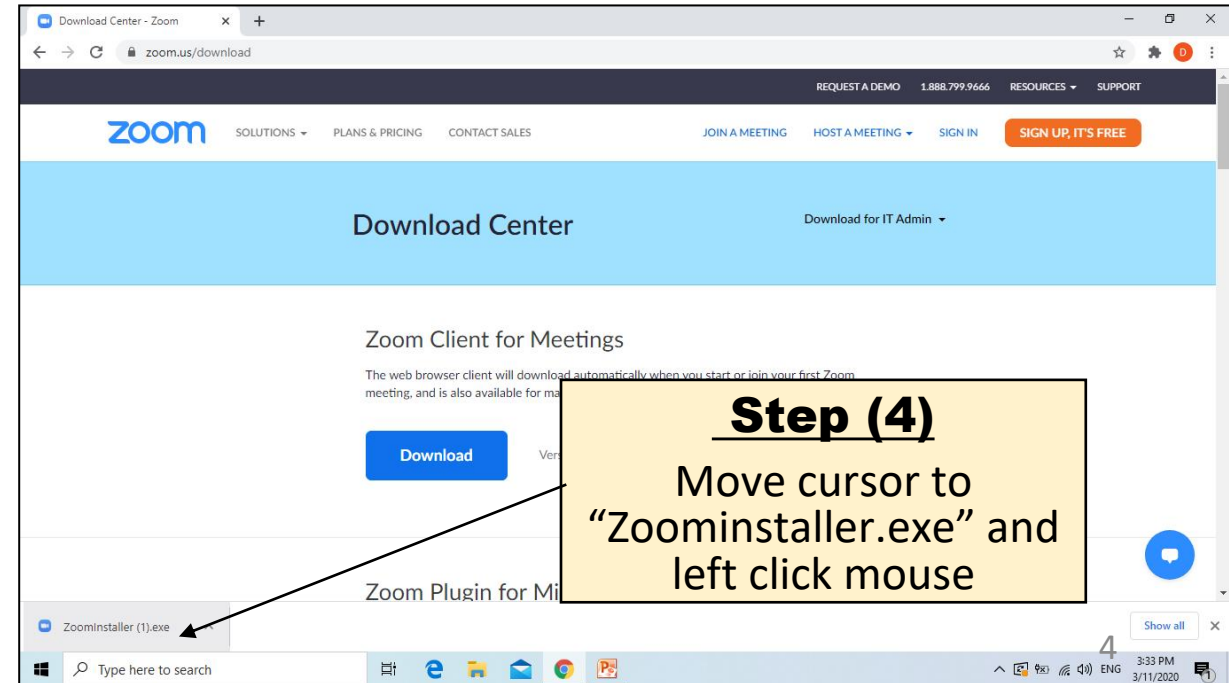 Download Center - Zoom
zoom.us/download
D
REQUEST A DEMO 1.888.799.9666 RESOURCES SUPPORT
zoom SOLUTIONS PLANS & PRICING CONTACT SALES JOIN A MEETING HOST A MEETING SIGN IN SIGN UP, IT'S FREE
Download Center Download for IT Admin
Zoom Client for Meetings
The web browser client will download automatically when you start or join your first Zoom
meeting, and is also available for ma
Download Ver
Step (4)
Move cursor to
“Zoominstaller.exe” and
left click mouse
Zoom Plugin for Mi
ZoomInstaller (1).exe Show all
4
Type here to search ENG 3:33 PM
3/11/2020
1